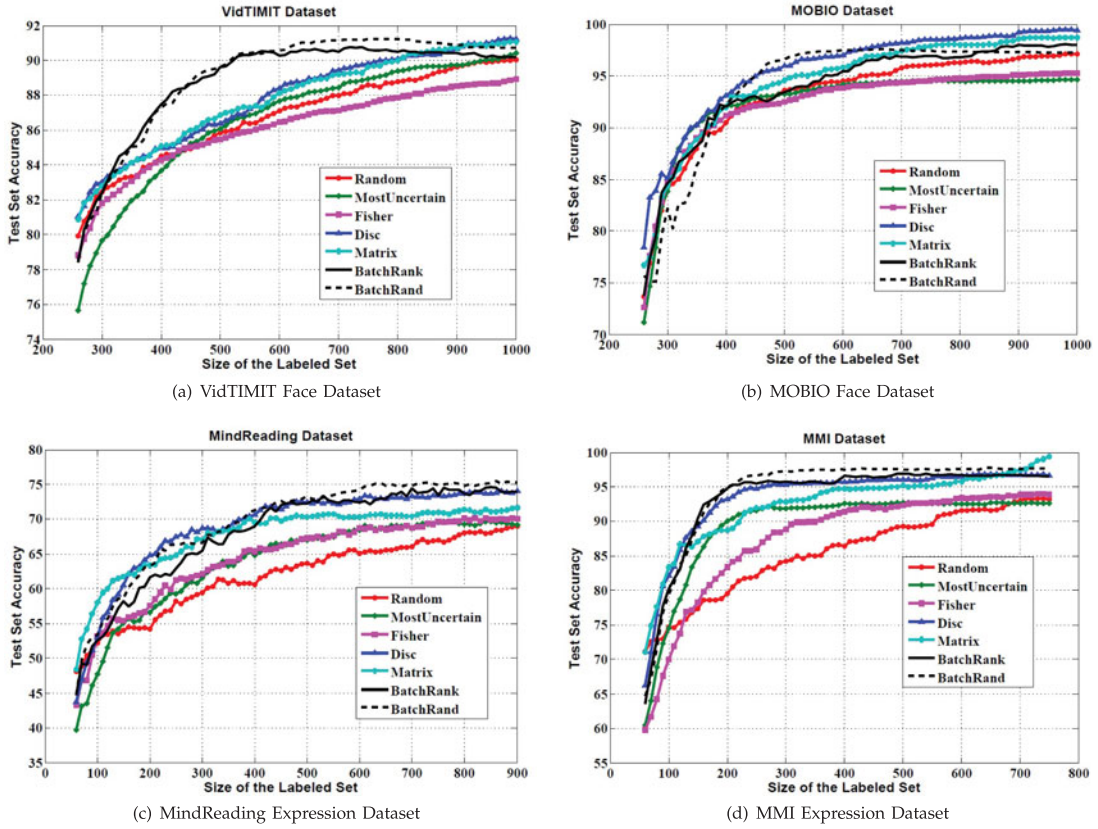 VidTIMIT Dataset
Test Set Accuracy
92
90
88
86
84
82
80
78
76
74
Random
MostUncertain
Fisher
Disc
Matrix
BatchRank
BatchRand
200 300 400 500 600 700 800 900 1000
Size of the Labeled Set
(a) VidTIMIT Face Dataset
MOBIO Dataset
Test Set Accuracy
100
95
90
85
80
75
70
Random
MostUncertain
Fisher
Disc
Matrix
BatchRank
BatchRand
200 300 400 500 600 700 800 900 1000
Size of the Labeled Set
(b) MOBIO Face Dataset
MindReading Dataset
Test Set Accuracy
80
75
70
65
60
55
50
45
40
35
Random
MostUncertain
Fisher
Disc
Matrix
BatchRank
BatchRand
0 100 200 300 400 500 600 700 800 900
Size of the Labeled Set
(c) MindReading Expression Dataset
MMI Dataset
Test Set Accuracy
100
95
90
85
80
75
70
65
60
55
Random
MostUncertain
Fisher
Disc
Matrix
BatchRank
BatchRand
0 100 200 300 400 500 600 700 800
Size of the Labeled Set
(d) MMI Expression Dataset